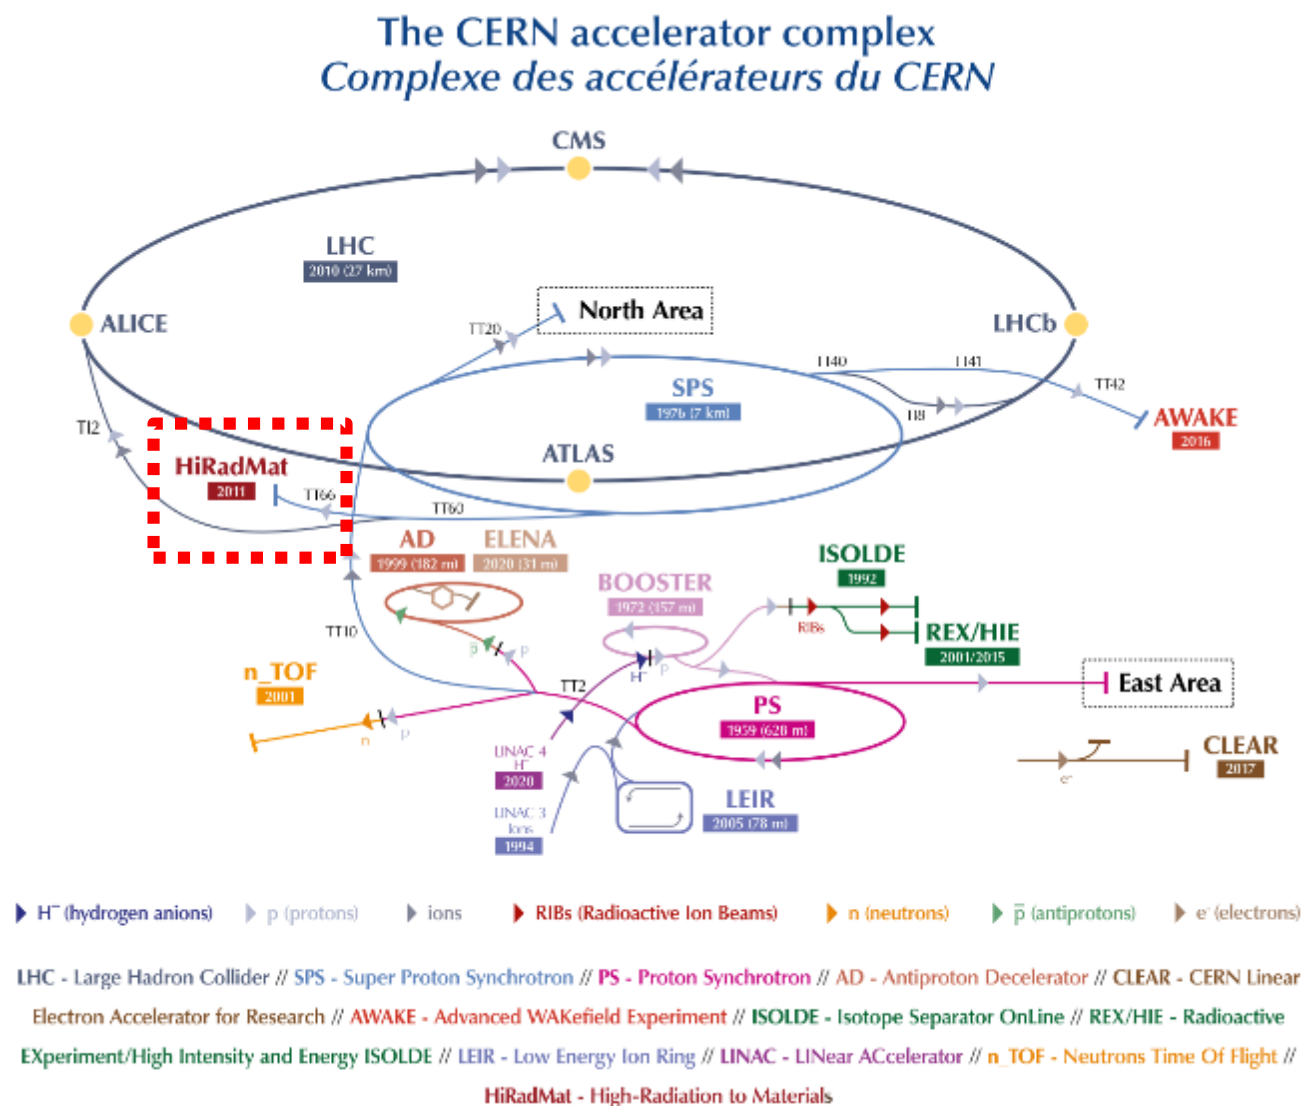 The CERN accelerator complex
Complexe des accélérateurs du CERN
CMS
LHC
2010 (27 km)
North Area
TT20
ALICE
LHCb
TT40
TT41
SPS
1976 (7 km)
TT42
TI8
AWAKE
2016
TI2
ATLAS
HiRadMat
2011
TT66
TT60
AD
1999 (182 m)
ELENA
2020 (31 m)
ISOLDE
1992
BOOSTER
1972 (157 m)
RIBs
REX/HIE
2001/2015
TT10
p̅
p
H⁻
p
n_TOF
2001
TT2
East Area
PS
1959 (628 m)
n
p
LINAC 4
H⁻
2020
CLEAR
2017
e⁻
LEIR
2005 (78 m)
LINAC 3
Ions
1994
H⁻ (hydrogen anions)
p (protons)
ions
RIBs (Radioactive Ion Beams)
n (neutrons)
p̅ (antiprotons)
e⁻ (electrons)
LHC - Large Hadron Collider // SPS - Super Proton Synchrotron // PS - Proton Synchrotron // AD - Antiproton Decelerator // CLEAR - CERN Linear
Electron Accelerator for Research // AWAKE - Advanced WAKefield Experiment // ISOLDE - Isotope Separator OnLine // REX/HIE - Radioactive
EXperiment/High Intensity and Energy ISOLDE // LEIR - Low Energy Ion Ring // LINAC - LINear ACcelerator // n_TOF - Neutrons Time Of Flight //
HiRadMat - High-Radiation to Materials